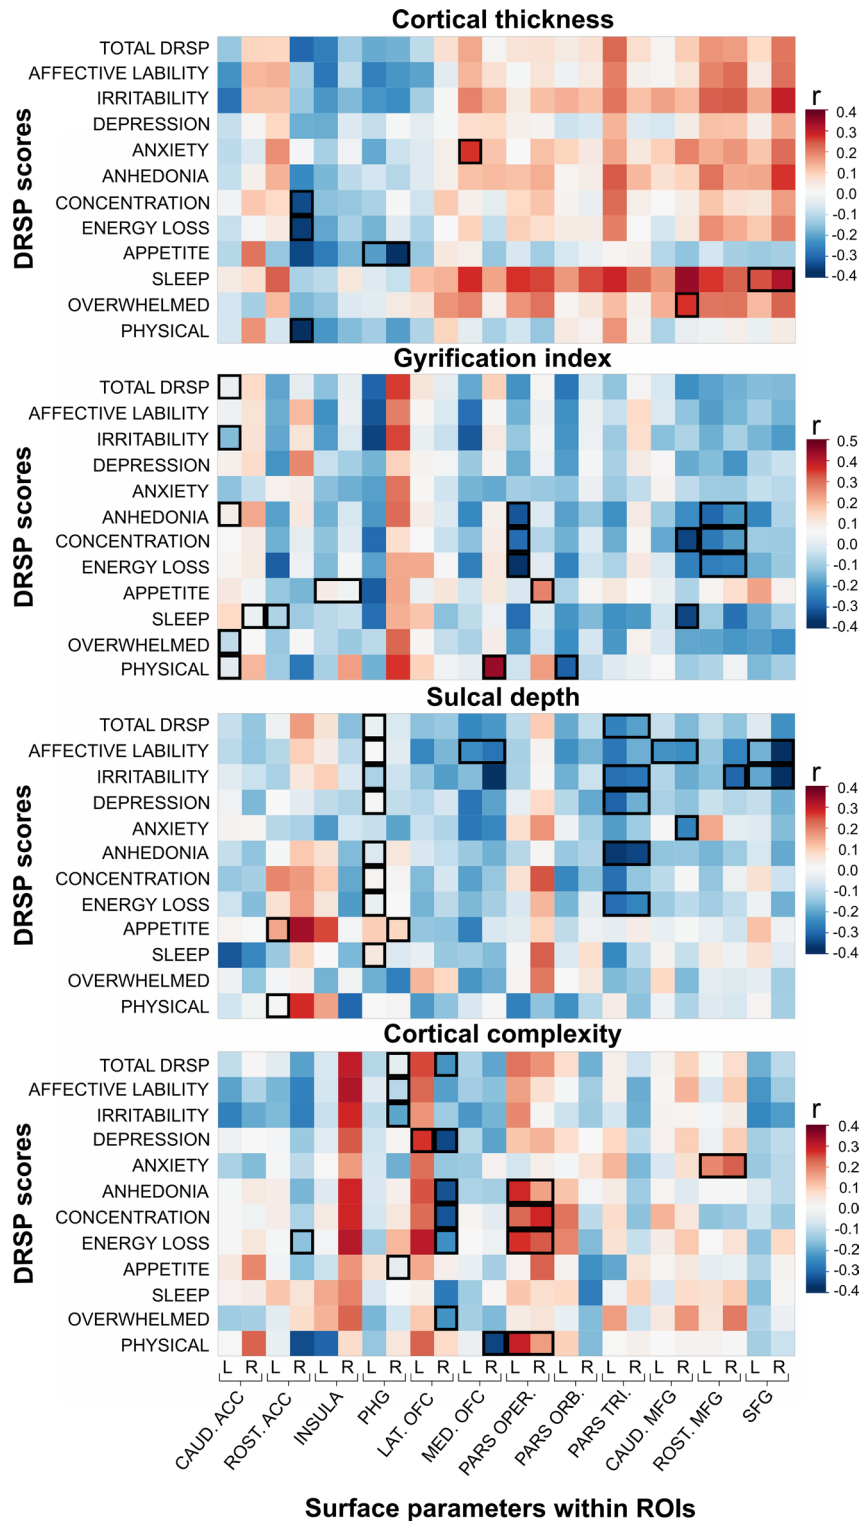 Cortical thickness
DRSP scores
TOTAL DRSP
AFFECTIVE LABILITY
IRRITABILITY
DEPRESSION
ANXIETY
ANHEDONIA
CONCENTRATION
ENERGY LOSS
APPETITE
SLEEP
OVERWHELMED
PHYSICAL
r
0.4
0.3
0.2
0.1
0.0
-0.1
-0.2
-0.3
-0.4
Gyrification index
DRSP scores
TOTAL DRSP
AFFECTIVE LABILITY
IRRITABILITY
DEPRESSION
ANXIETY
ANHEDONIA
CONCENTRATION
ENERGY LOSS
APPETITE
SLEEP
OVERWHELMED
PHYSICAL
r
0.5
0.4
0.3
0.2
0.1
0.0
-0.1
-0.2
-0.3
-0.4
Sulcal depth
DRSP scores
TOTAL DRSP
AFFECTIVE LABILITY
IRRITABILITY
DEPRESSION
ANXIETY
ANHEDONIA
CONCENTRATION
ENERGY LOSS
APPETITE
SLEEP
OVERWHELMED
PHYSICAL
r
0.4
0.3
0.2
0.1
0.0
-0.1
-0.2
-0.3
-0.4
Cortical complexity
DRSP scores
TOTAL DRSP
AFFECTIVE LABILITY
IRRITABILITY
DEPRESSION
ANXIETY
ANHEDONIA
CONCENTRATION
ENERGY LOSS
APPETITE
SLEEP
OVERWHELMED
PHYSICAL
r
0.4
0.3
0.2
0.1
0.0
-0.1
-0.2
-0.3
-0.4
L R L R L R L R L R L R L R L R L R L R L R L R
CAUD. ACC
ROST. ACC
INSULA
PHG
LAT. OFC
MED. OFC
PARS OPER.
PARS ORB.
PARS TRI.
CAUD. MFG
ROST. MFG
SFG
Surface parameters within ROIs